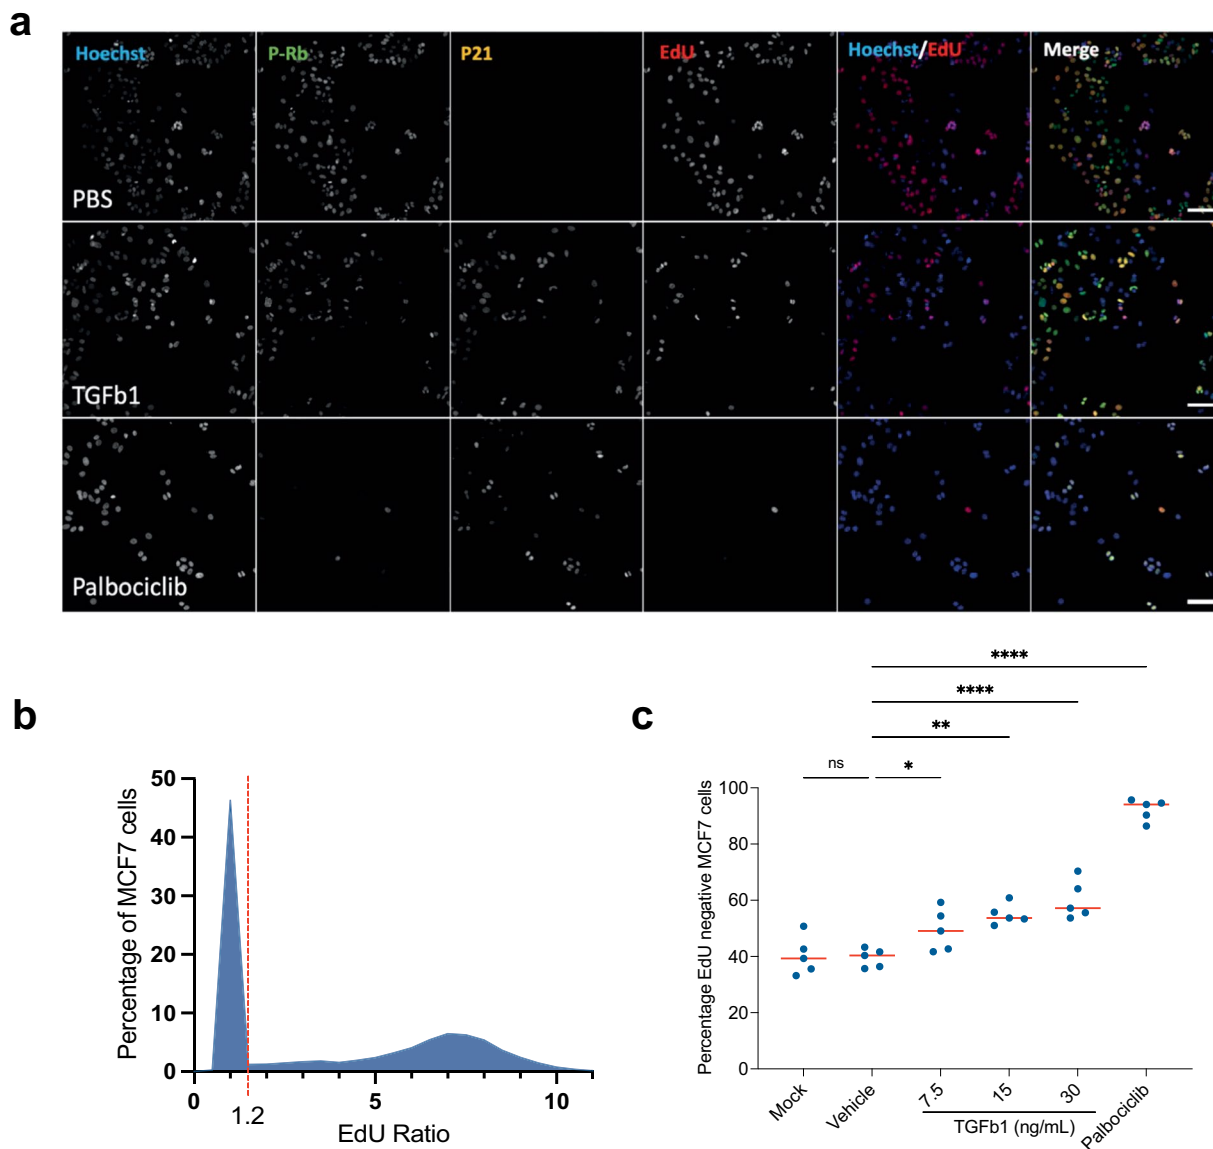 a
Hoechst P-Rb P21 EdU Hoechst/EdU Merge
PBS
TGFb1
Palbociclib
b
50
40
30
20
10
0
Percentage of MCF7 cells
0 5 10
1.2
EdU Ratio
c
****
****
**
ns *
100
80
60
40
20
0
Percentage EdU negative MCF7 cells
Mock Vehicle 7.5 15 30 Palbociclib
TGFb1 (ng/mL)